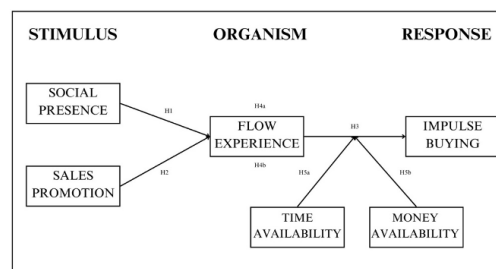 STIMULUS ORGANISM RESPONSE
SOCIAL
PRESENCE
H1
H4a
FLOW
EXPERIENCE
H3
IMPULSE
BUYING
SALES
PROMOTION
H2
H4b
H5a
H5b
TIME
AVAILABILITY
MONEY
AVAILABILITY